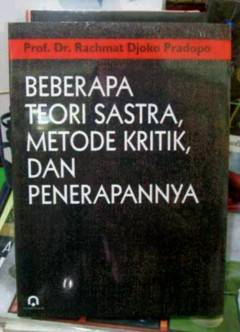 Prof. Dr. Rachmat Djoko Pradopo
BEBERAPA
TEORI SASTRA,
METODE KRITIK,
DAN
PENERAPANNYA